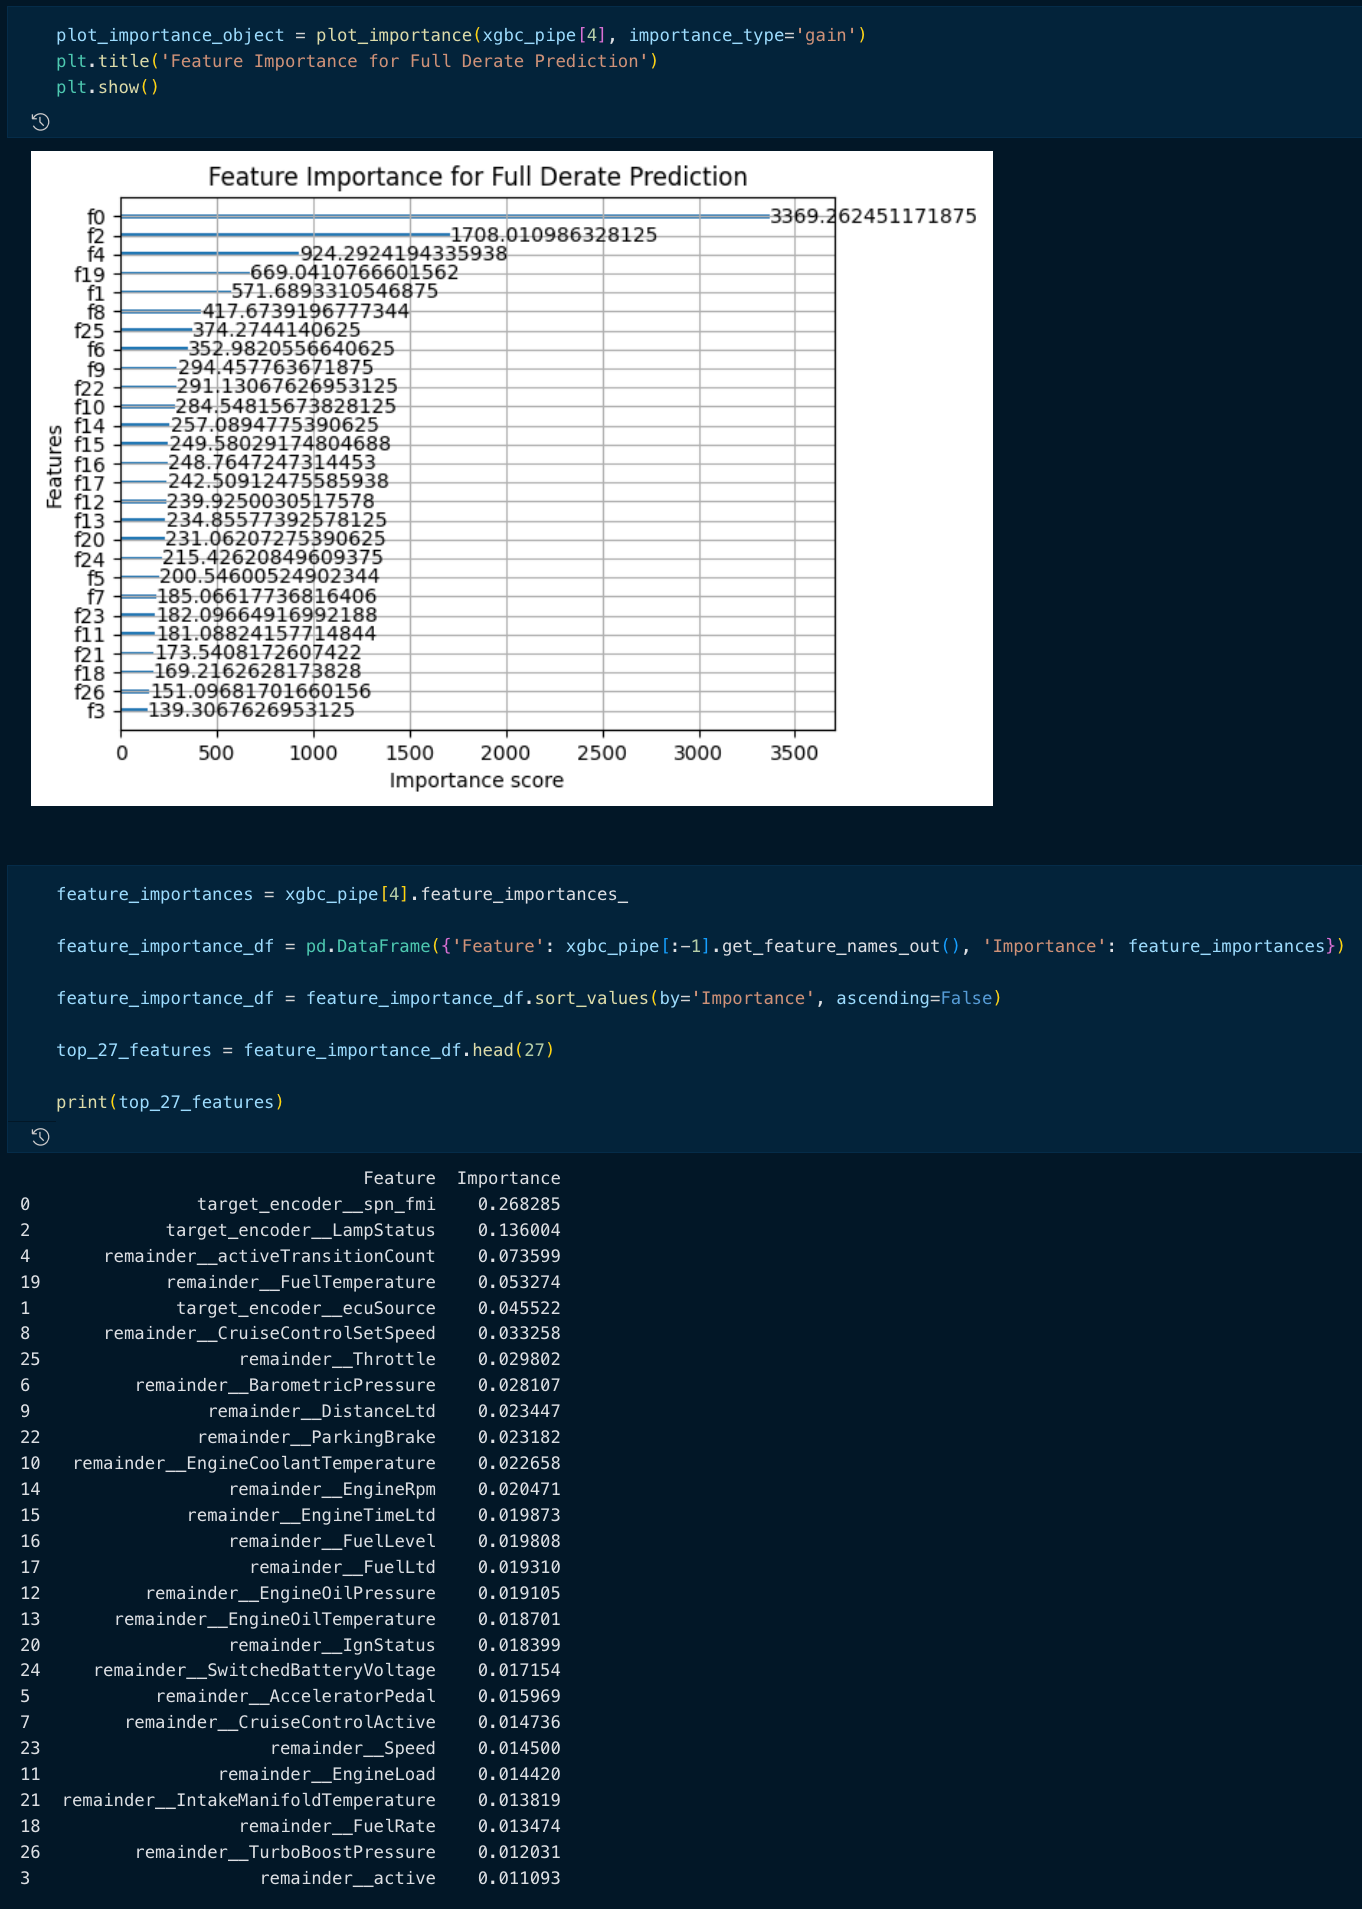 plot_importance_object = plot_importance(xgbc_pipe[4], importance_type='gain')
plt.title('Feature Importance for Full Derate Prediction')
plt.show()
Feature Importance for Full Derate Prediction
f0 3369.262451171875
f2 1708.010986328125
f4 924.2924194335938
f19 669.0410766601562
f1 571.6893310546875
f8 417.6739196777344
f25 374.2744140625
f6 352.9820556640625
f9 294.457763671875
f22 291.13067626953125
f10 284.54815673828125
f14 257.0894775390625
f15 249.58029174804688
f16 248.7647247314453
f17 242.50912475585938
f12 239.9250030517578
f13 234.85577392578125
f20 231.06207275390625
f24 215.42620849609375
f5 200.54600524902344
f7 185.06617736816406
f23 182.09664916992188
f11 181.08824157714844
f21 173.5408172607422
f18 169.2162628173828
f26 151.09681701660156
f3 139.3067626953125
Features
0 500 1000 1500 2000 2500 3000 3500
Importance score
feature_importances = xgbc_pipe[4].feature_importances_
feature_importance_df = pd.DataFrame({'Feature': xgbc_pipe[:-1].get_feature_names_out(), 'Importance': feature_importances})
feature_importance_df = feature_importance_df.sort_values(by='Importance', ascending=False)
top_27_features = feature_importance_df.head(27)
print(top_27_features)
Feature Importance
0 target_encoder__spn_fmi 0.268285
2 target_encoder__LampStatus 0.136004
4 remainder__activeTransitionCount 0.073599
19 remainder__FuelTemperature 0.053274
1 target_encoder__ecuSource 0.045522
8 remainder__CruiseControlSetSpeed 0.033258
25 remainder__Throttle 0.029802
6 remainder__BarometricPressure 0.028107
9 remainder__DistanceLtd 0.023447
22 remainder__ParkingBrake 0.023182
10 remainder__EngineCoolantTemperature 0.022658
14 remainder__EngineRpm 0.020471
15 remainder__EngineTimeLtd 0.019873
16 remainder__FuelLevel 0.019808
17 remainder__FuelLtd 0.019310
12 remainder__EngineOilPressure 0.019105
13 remainder__EngineOilTemperature 0.018701
20 remainder__IgnStatus 0.018399
24 remainder__SwitchedBatteryVoltage 0.017154
5 remainder__AcceleratorPedal 0.015969
7 remainder__CruiseControlActive 0.014736
23 remainder__Speed 0.014500
11 remainder__EngineLoad 0.014420
21 remainder__IntakeManifoldTemperature 0.013819
18 remainder__FuelRate 0.013474
26 remainder__TurboBoostPressure 0.012031
3 remainder__active 0.011093